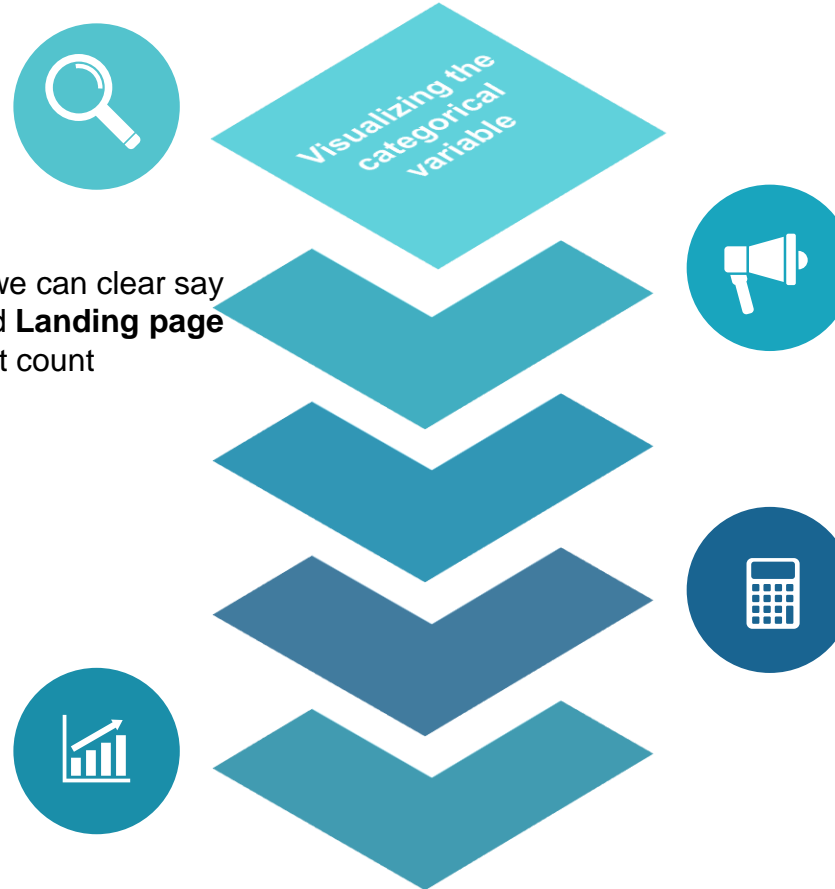 Visualizing the
categorical
variable
we can clear say
d Landing page
t count